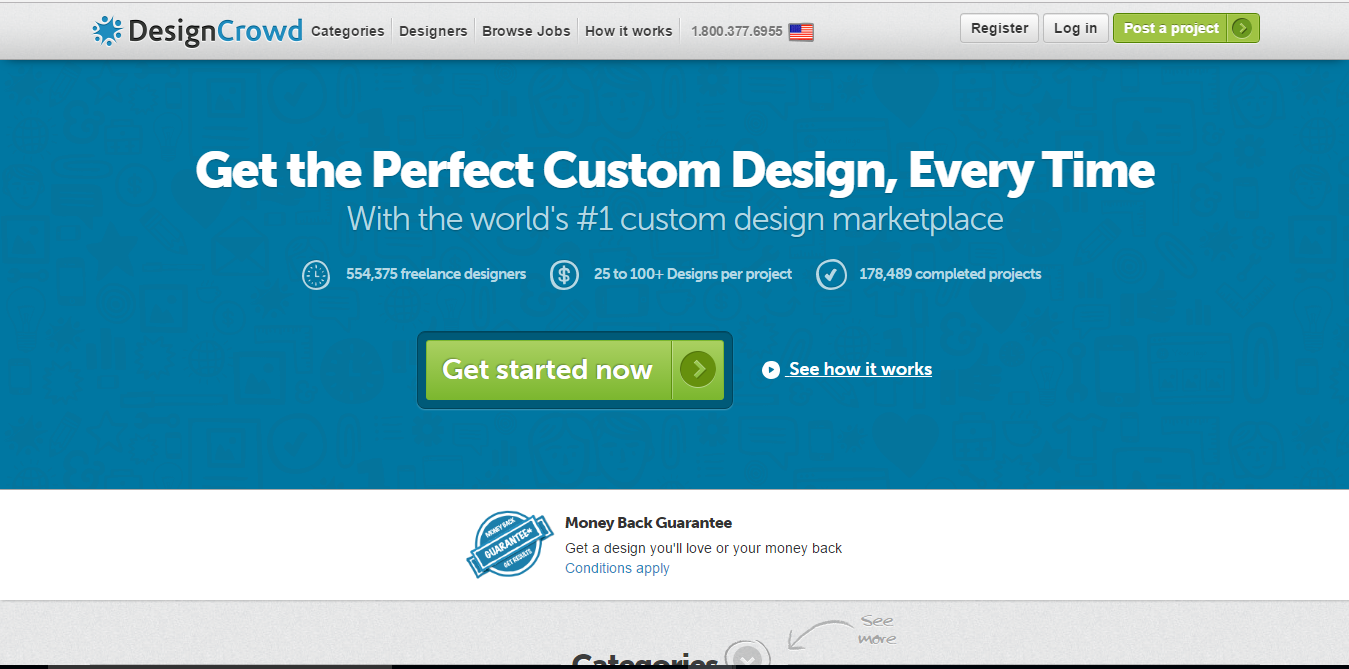 DesignCrowd Categories Designers Browse Jobs How it works 1.800.377.6955 Register Log in Post a project
Get the Perfect Custom Design, Every Time
With the world's #1 custom design marketplace
554,375 freelance designers 25 to 100+ Designs per project 178,489 completed projects
Get started now See how it works
MONEY BACK
GUARANTEE
GET RESULTS
Money Back Guarantee
Get a design you'll love or your money back
Conditions apply
See
more
Categories